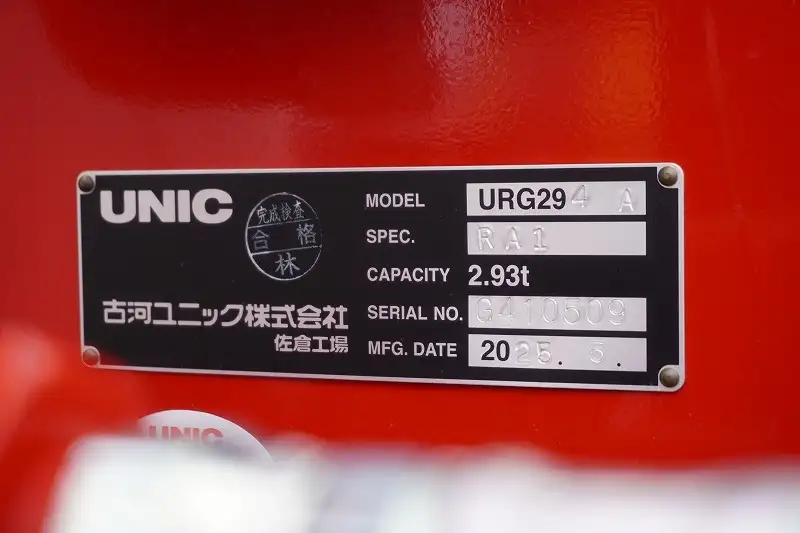 UNIC
完成検査
合格
林
古河ユニック株式会社
佐倉工場
MODEL URG294 A
SPEC. RA1
CAPACITY 2.93t
SERIAL NO. G410509
MFG. DATE 2025. 5.
UNIC